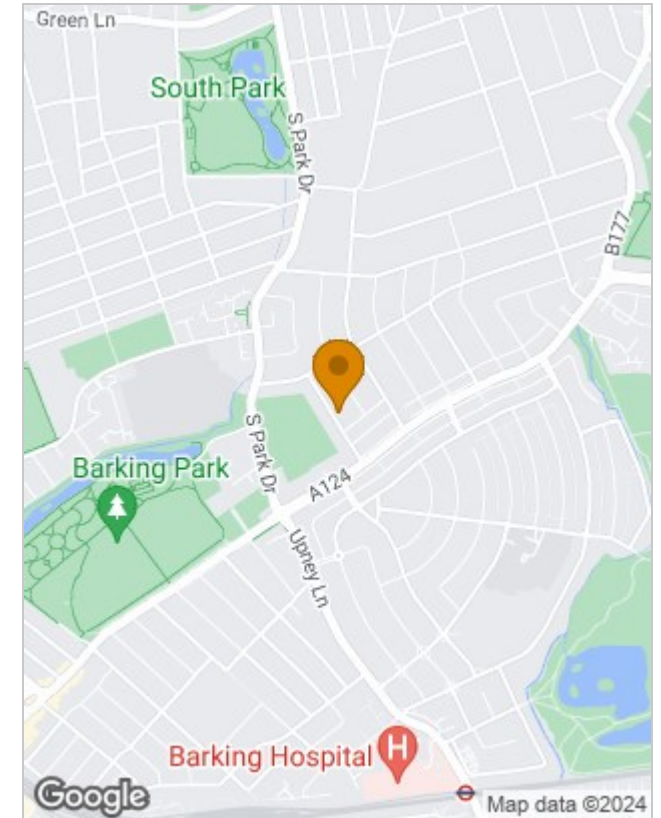 Green Ln
South Park
S Park Dr
B177
S Park Dr
Barking Park
A124
Upney Ln
Barking Hospital
H
Google
Map data ©2024